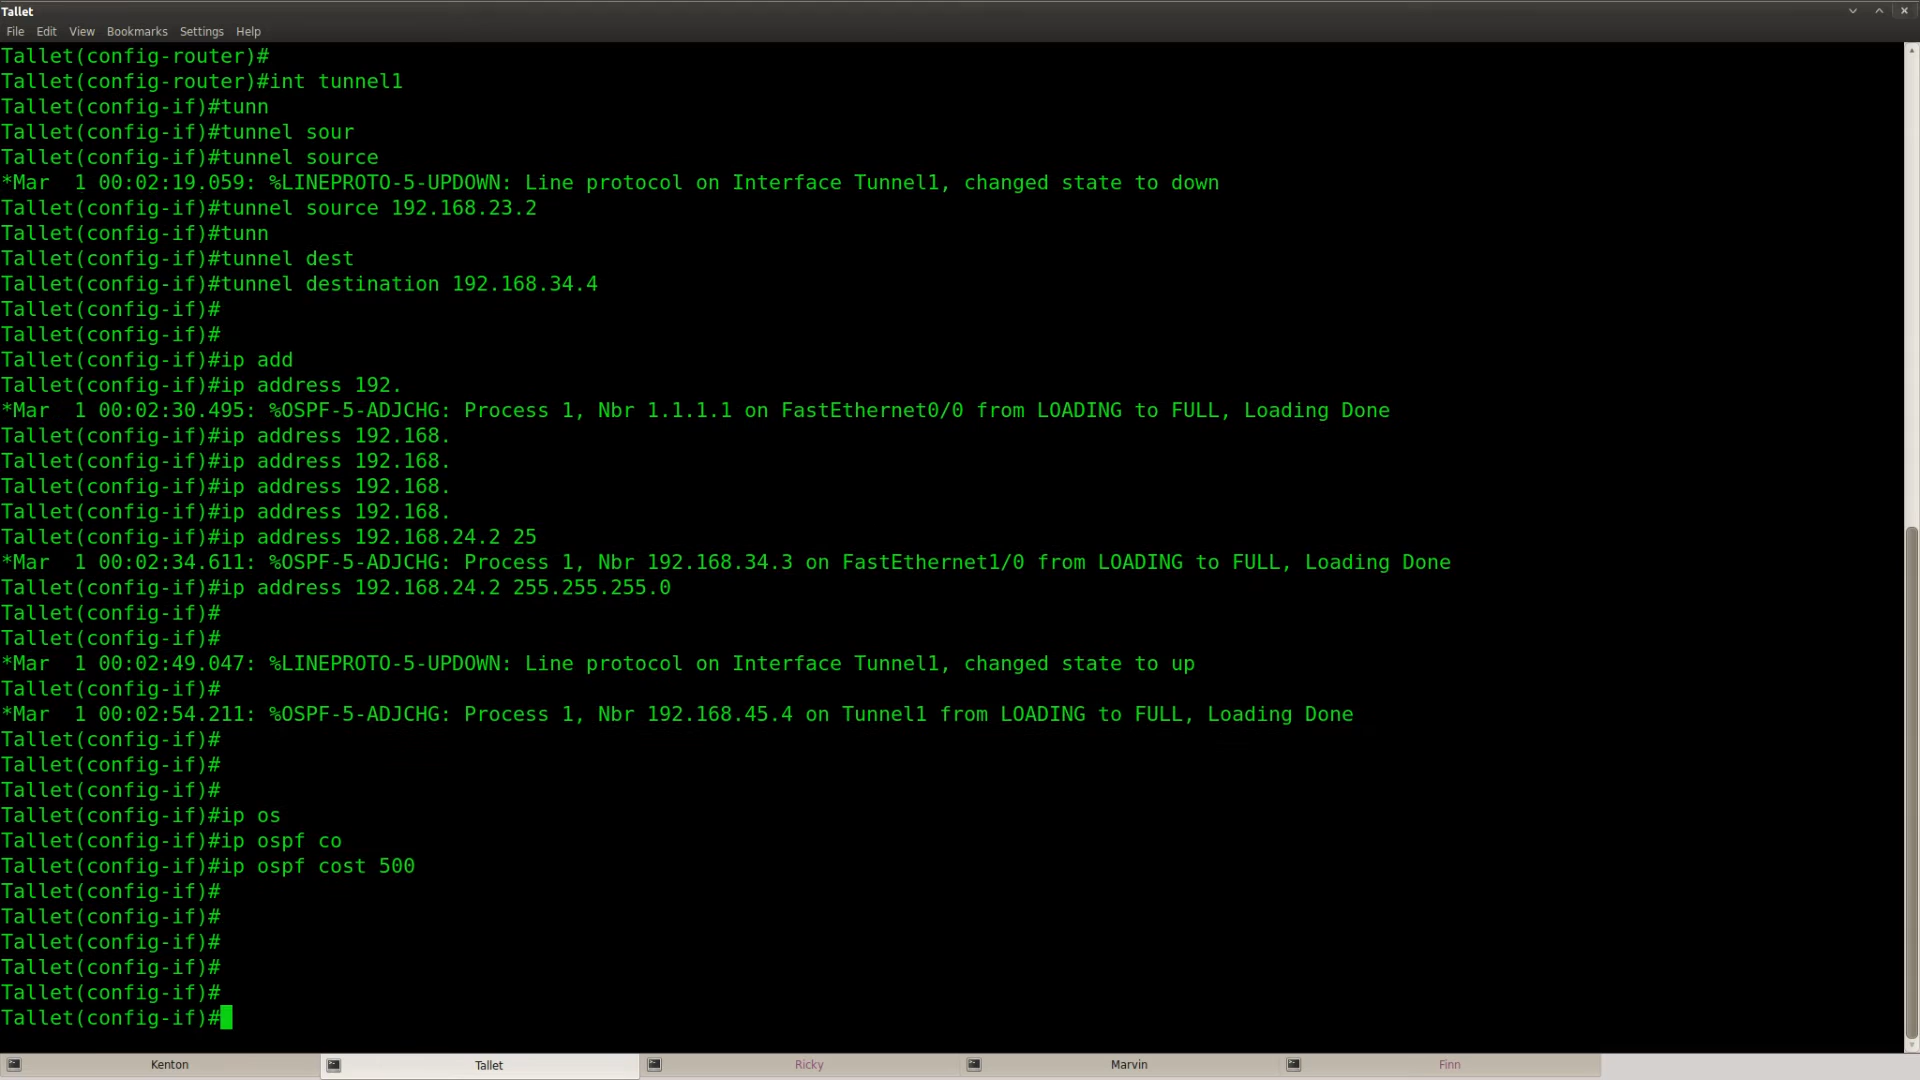 Tallet
File Edit View Bookmarks Settings Help
Tallet(config-router)#
Tallet(config-router)#int tunnel1
Tallet(config-if)#tunn
Tallet(config-if)#tunnel sour
Tallet(config-if)#tunnel source
*Mar  1 00:02:19.059: %LINEPROTO-5-UPDOWN: Line protocol on Interface Tunnel1, changed state to down
Tallet(config-if)#tunnel source 192.168.23.2
Tallet(config-if)#tunn
Tallet(config-if)#tunnel dest
Tallet(config-if)#tunnel destination 192.168.34.4
Tallet(config-if)#
Tallet(config-if)#
Tallet(config-if)#ip add
Tallet(config-if)#ip address 192.
*Mar  1 00:02:30.495: %OSPF-5-ADJCHG: Process 1, Nbr 1.1.1.1 on FastEthernet0/0 from LOADING to FULL, Loading Done
Tallet(config-if)#ip address 192.168.
Tallet(config-if)#ip address 192.168.
Tallet(config-if)#ip address 192.168.
Tallet(config-if)#ip address 192.168.
Tallet(config-if)#ip address 192.168.24.2 25
*Mar  1 00:02:34.611: %OSPF-5-ADJCHG: Process 1, Nbr 192.168.34.3 on FastEthernet1/0 from LOADING to FULL, Loading Done
Tallet(config-if)#ip address 192.168.24.2 255.255.255.0
Tallet(config-if)#
Tallet(config-if)#
*Mar  1 00:02:49.047: %LINEPROTO-5-UPDOWN: Line protocol on Interface Tunnel1, changed state to up
Tallet(config-if)#
*Mar  1 00:02:54.211: %OSPF-5-ADJCHG: Process 1, Nbr 192.168.45.4 on Tunnel1 from LOADING to FULL, Loading Done
Tallet(config-if)#
Tallet(config-if)#
Tallet(config-if)#
Tallet(config-if)#ip os
Tallet(config-if)#ip ospf co
Tallet(config-if)#ip ospf cost 500
Tallet(config-if)#
Tallet(config-if)#
Tallet(config-if)#
Tallet(config-if)#
Tallet(config-if)#
Tallet(config-if)#
Kenton Tallet Ricky Marvin Finn